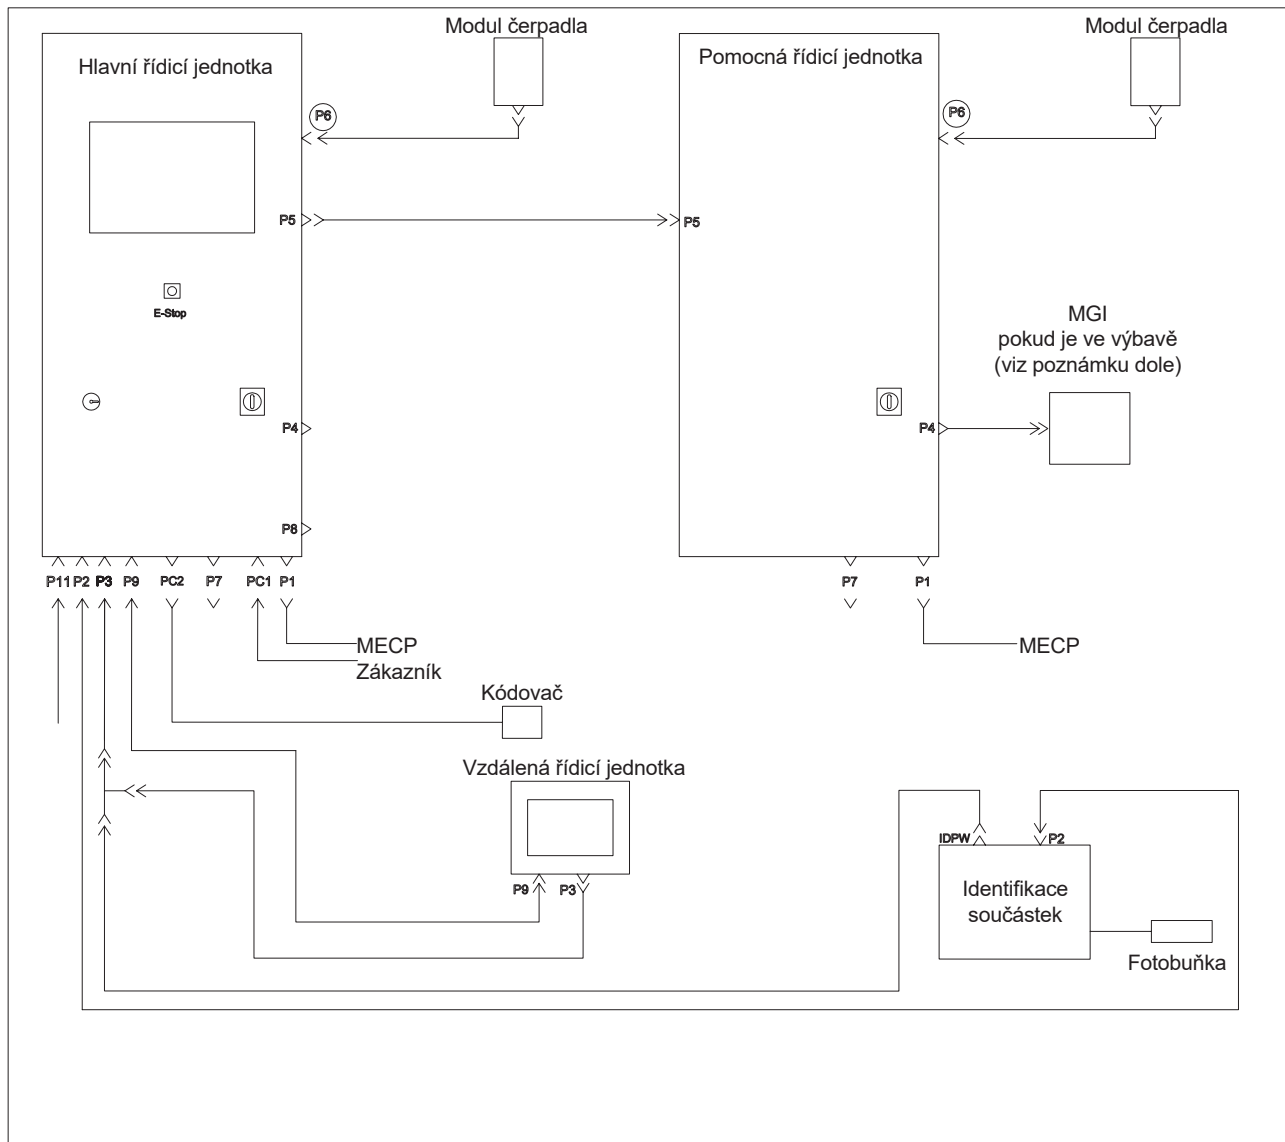 Modul čerpadla
Modul čerpadla
Hlavní řídicí jednotka
Pomocná řídicí jednotka
P6
P6
P5
P5
E-Stop
MGI
pokud je ve výbavě
(viz poznámku dole)
P4
P4
P8
P11 P2 P3 P9 PC2 P7 PC1 P1
P7 P1
MECP
MECP
Zákazník
Kódovač
Vzdálená řídicí jednotka
IDPW P2
P9 P3
Identifikace
součástek
Fotobuňka